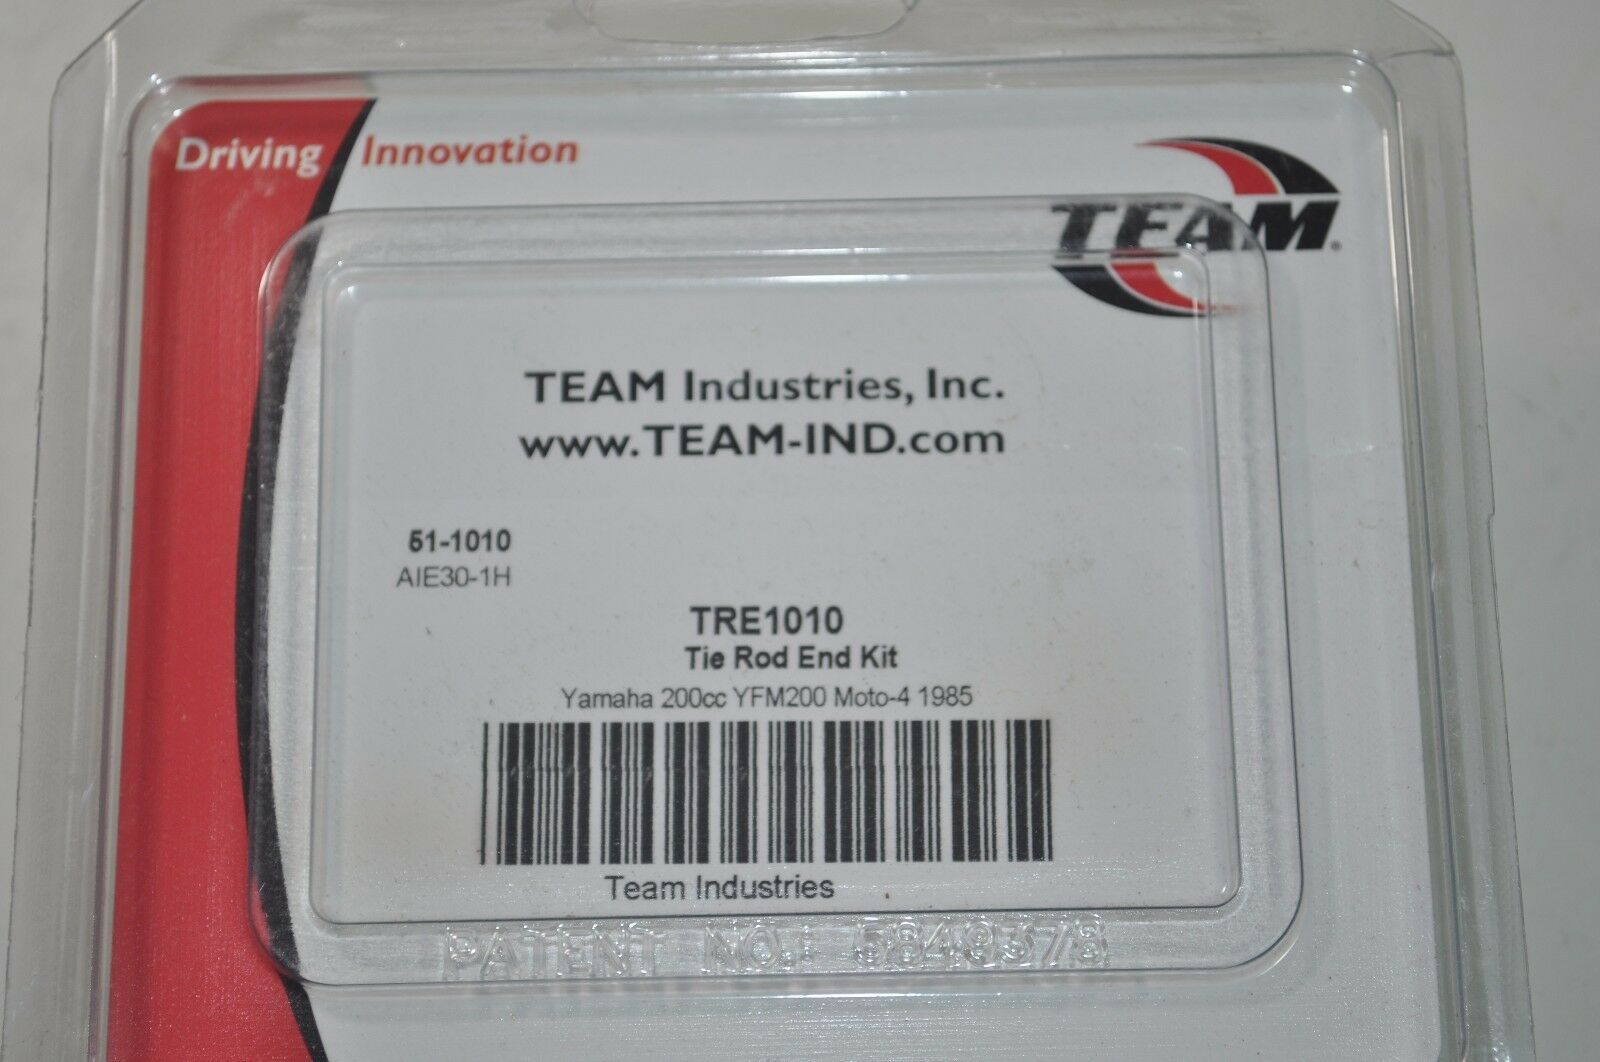 Driving Innovation
TEAM®
TEAM Industries, Inc.
www.TEAM-IND.com
51-1010
AIE30-1H
TRE1010
Tie Rod End Kit
Yamaha 200cc YFM200 Moto-4 1985
Team Industries
PATENT NO. 5849378